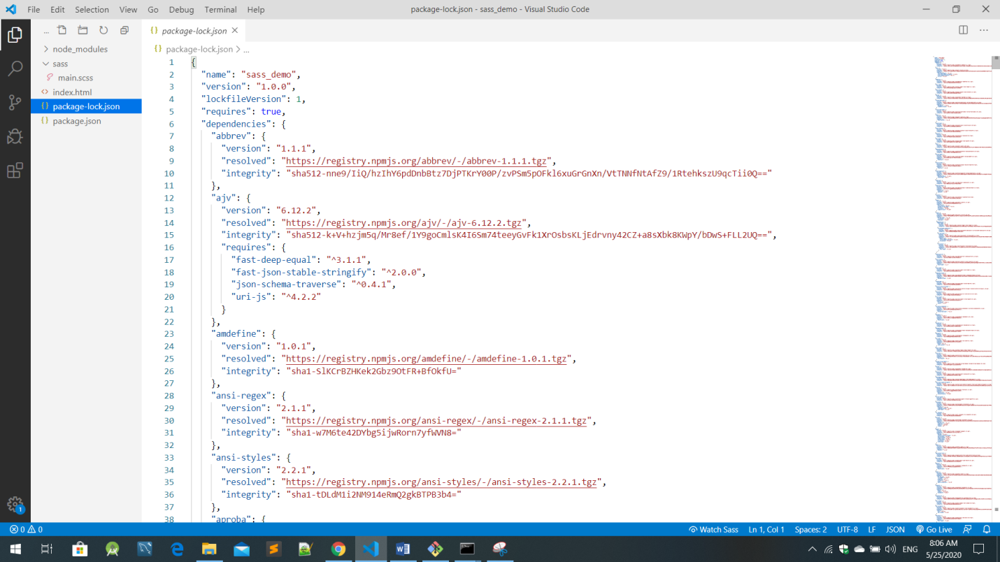 File Edit Selection View Go Debug Terminal Help
package-lock.json - sass_demo - Visual Studio Code
...
node_modules
sass
main.scss
index.html
package-lock.json
package.json
{} package-lock.json ×
{} package-lock.json > ...
1 {
2 "name": "sass_demo",
3 "version": "1.0.0",
4 "lockfileVersion": 1,
5 "requires": true,
6 "dependencies": {
7 "abbrev": {
8 "version": "1.1.1",
9 "resolved": "https://registry.npmjs.org/abbrev/-/abbrev-1.1.1.tgz",
10 "integrity": "sha512-nne9/IiQ/hzIhY6pdDnbBtz7DjPTKrY00P/zvPSm5pOFkl6xuGrGnXn/VtTNNfNtAfZ9/1RtehkszU9qcTii0Q=="
11 },
12 "ajv": {
13 "version": "6.12.2",
14 "resolved": "https://registry.npmjs.org/ajv/-/ajv-6.12.2.tgz",
15 "integrity": "sha512-k+V+hzjm5q/Mr8ef/1Y9goCmlsK4I6Sm74teeyGvFk1XrOsbsKLjEdrvny42CZ+a8sXbk8KWpY/bDwS+FLL2UQ==",
16 "requires": {
17 "fast-deep-equal": "^3.1.1",
18 "fast-json-stable-stringify": "^2.0.0",
19 "json-schema-traverse": "^0.4.1",
20 "uri-js": "^4.2.2"
21 }
22 },
23 "amdefine": {
24 "version": "1.0.1",
25 "resolved": "https://registry.npmjs.org/amdefine/-/amdefine-1.0.1.tgz",
26 "integrity": "sha1-SlKCrBZHKek2Gbz9OtFR+BfOkfU="
27 },
28 "ansi-regex": {
29 "version": "2.1.1",
30 "resolved": "https://registry.npmjs.org/ansi-regex/-/ansi-regex-2.1.1.tgz",
31 "integrity": "sha1-w7M6te42DYbg5ijwRorn7yfWVN8="
32 },
33 "ansi-styles": {
34 "version": "2.2.1",
35 "resolved": "https://registry.npmjs.org/ansi-styles/-/ansi-styles-2.2.1.tgz",
36 "integrity": "sha1-tDLdM1i2NM914eRmQ2gkBTPB3b4="
37 },
38 "aproba": {
1
0 0
Watch Sass Ln 1, Col 1 Spaces: 2 UTF-8 LF JSON Go Live
ENG
8:06 AM
5/25/2020